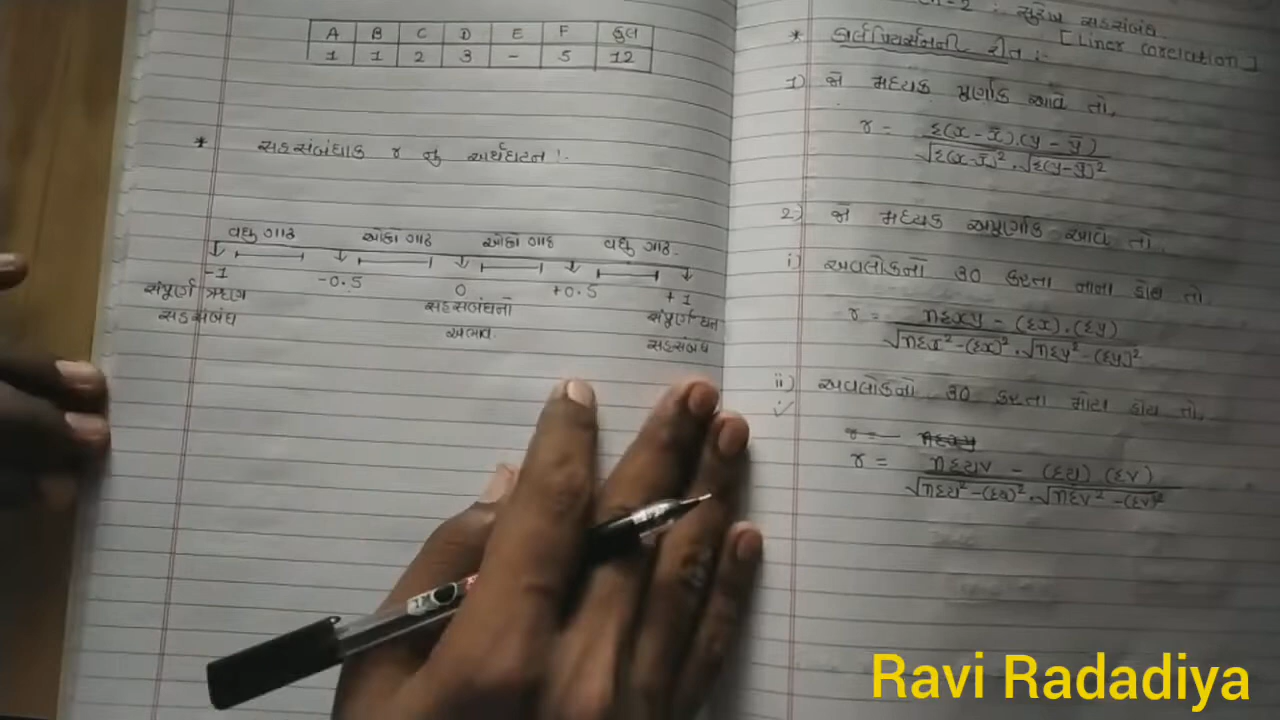 A B C D E F કુલ
1 1 2 3 - 5 12
* સહસંબંધાક r નુ અર્થઘટન :-
વધુ ગાઢ ઓછો ગાઢ ઓછો ગાઢ વધુ ગાઢ
-1 -0.5 0 +0.5 +1
સંપૂર્ણ ઋણ સહસંબંધનો સંપૂર્ણ ધન
સહસંબંધ અભાવ સહસંબંધ
-2 : સુરેખ સહસંબંધ
[Liner Corelation]
* કાર્લપિયર્સનની રીત :-
1) જો મધ્યક પૂર્ણાક આવે તો,
r = Σ(x - x̄).(y - ȳ) / √Σ(x-x̄)² . √Σ(y-ȳ)²
2) જો મધ્યક અપૂર્ણાક આવે તો,
i) અવલોકનો 30 કરતા નાના હોય તો
r = nΣxy - (Σx).(Σy) / √nΣx² - (Σx)² . √nΣy² - (Σy)²
ii) અવલોકનો 30 કરતા મોટા હોય તો,
r = nΣuv - (Σu) (Σv) / √nΣu² - (Σu)² . √nΣv² - (Σv)²
Ravi Radadiya